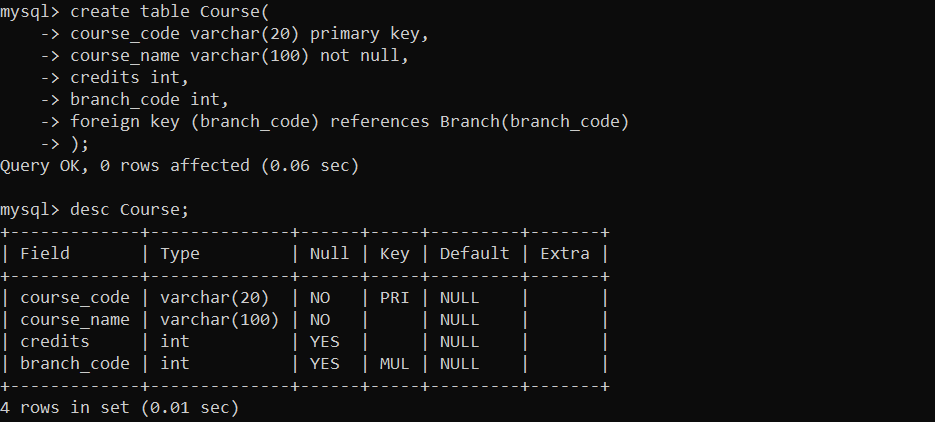 mysql> create table Course(
    -> course_code varchar(20) primary key,
    -> course_name varchar(100) not null,
    -> credits int,
    -> branch_code int,
    -> foreign key (branch_code) references Branch(branch_code)
    -> );
Query OK, 0 rows affected (0.06 sec)

mysql> desc Course;
+-------------+--------------+------+-----+---------+-------+
| Field       | Type         | Null | Key | Default | Extra |
+-------------+--------------+------+-----+---------+-------+
| course_code | varchar(20)  | NO   | PRI | NULL    |       |
| course_name | varchar(100) | NO   |     | NULL    |       |
| credits     | int          | YES  |     | NULL    |       |
| branch_code | int          | YES  | MUL | NULL    |       |
+-------------+--------------+------+-----+---------+-------+
4 rows in set (0.01 sec)